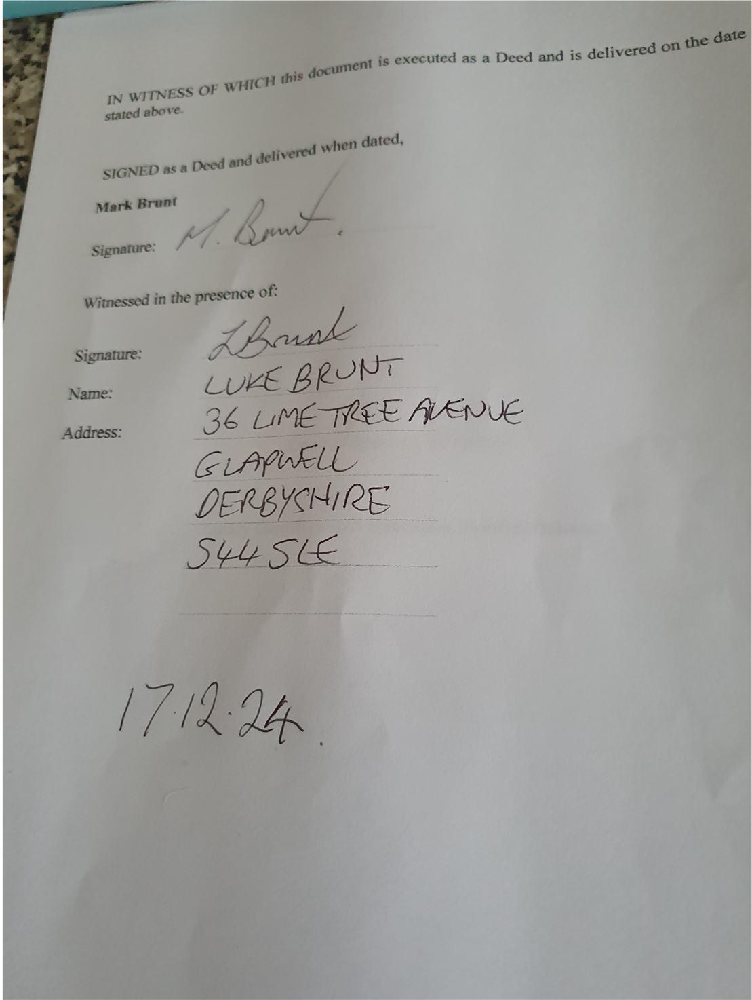 IN WITNESS OF WHICH this document is executed as a Deed and is delivered on the date
stated above.
SIGNED as a Deed and delivered when dated,
Mark Brunt
Signature: M. Brunt.
Witnessed in the presence of:
Signature: LBrunt
Name: LUKE BRUNT
Address: 36 LIME TREE AVENUE
GLAPWELL
DERBYSHIRE
S44 5LE
17.12.24.